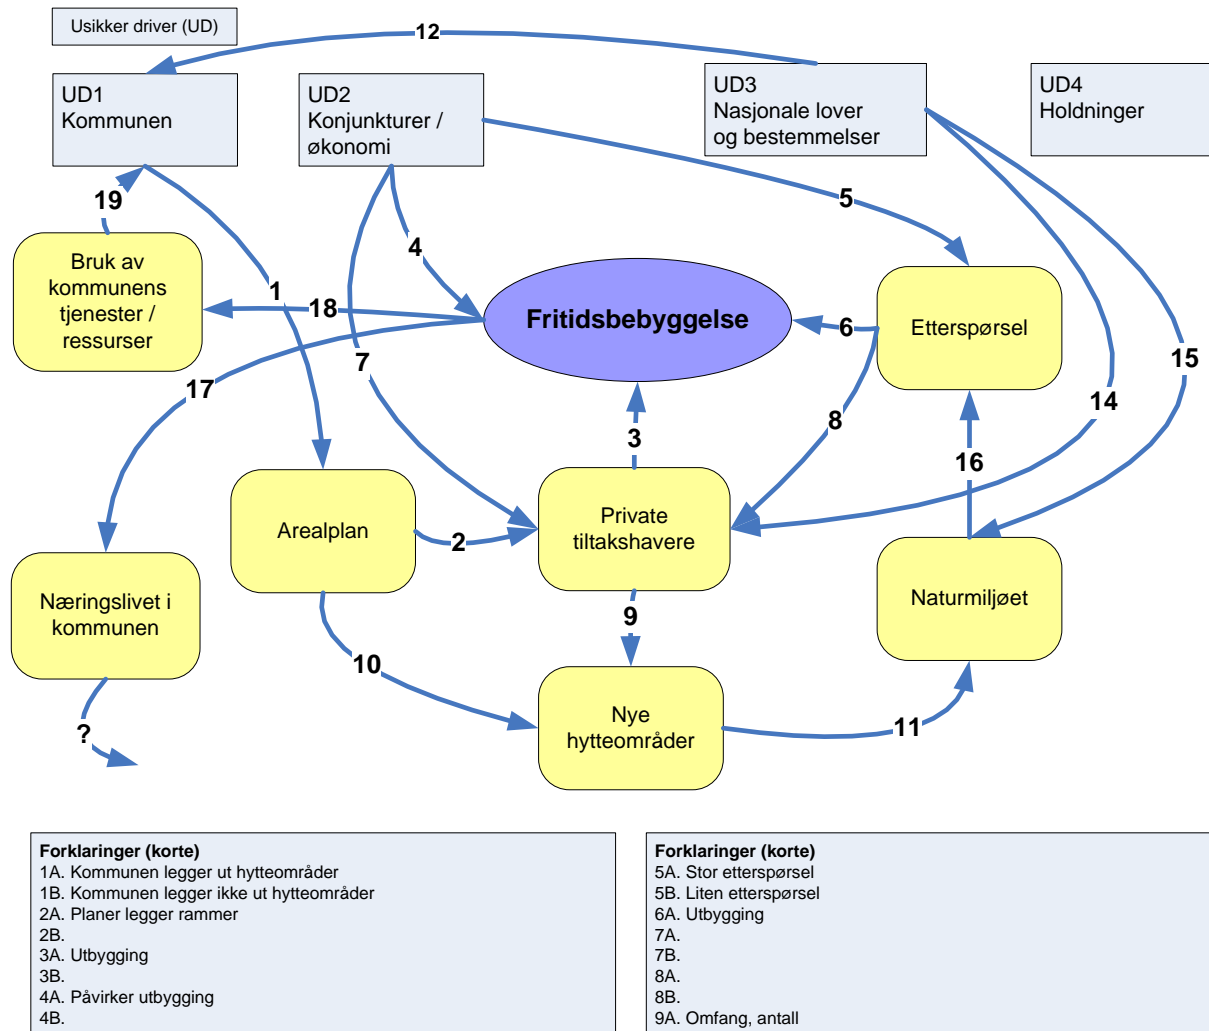 Usikker driver (UD)
12
UD1
Kommunen
UD2
Konjunkturer /
økonomi
UD3
Nasjonale lover
og bestemmelser
UD4
Holdninger
19
5
4
Bruk av
kommunens
tjenester /
ressurser
1
18
Fritidsbebyggelse
6
Etterspørsel
7
15
17
14
8
3
16
Arealplan
2
Private
tiltakshavere
Næringslivet i
kommunen
Naturmiljøet
9
10
?
Nye
hytteområder
11
Forklaringer (korte)
1A. Kommunen legger ut hytteområder
1B. Kommunen legger ikke ut hytteområder
2A. Planer legger rammer
2B.
3A. Utbygging
3B.
4A. Påvirker utbygging
4B.
Forklaringer (korte)
5A. Stor etterspørsel
5B. Liten etterspørsel
6A. Utbygging
7A.
7B.
8A.
8B.
9A. Omfang, antall